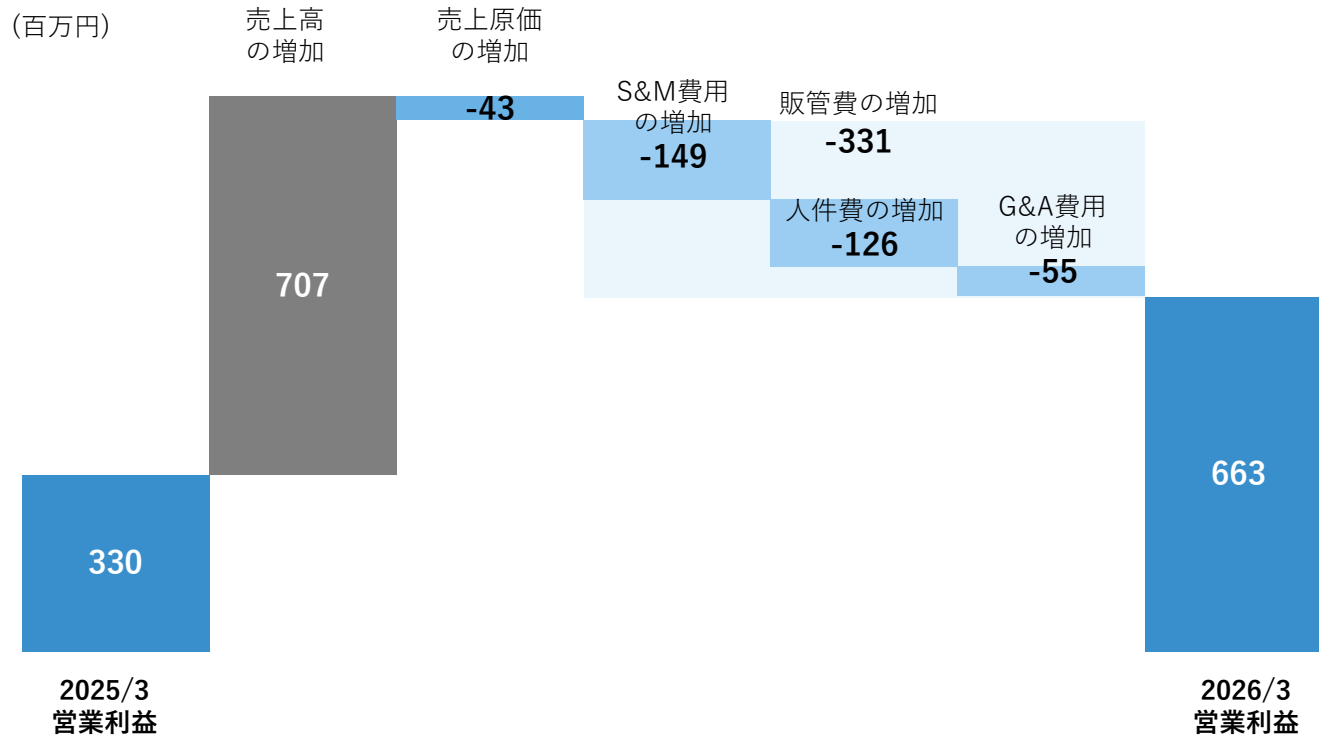 (百万円)
売上高
の増加
売上原価
の増加
-43
S&M費用
の増加
-149
販管費の増加
-331
人件費の増加
-126
G&A費用
の増加
-55
707
330
663
2025/3
営業利益
2026/3
営業利益